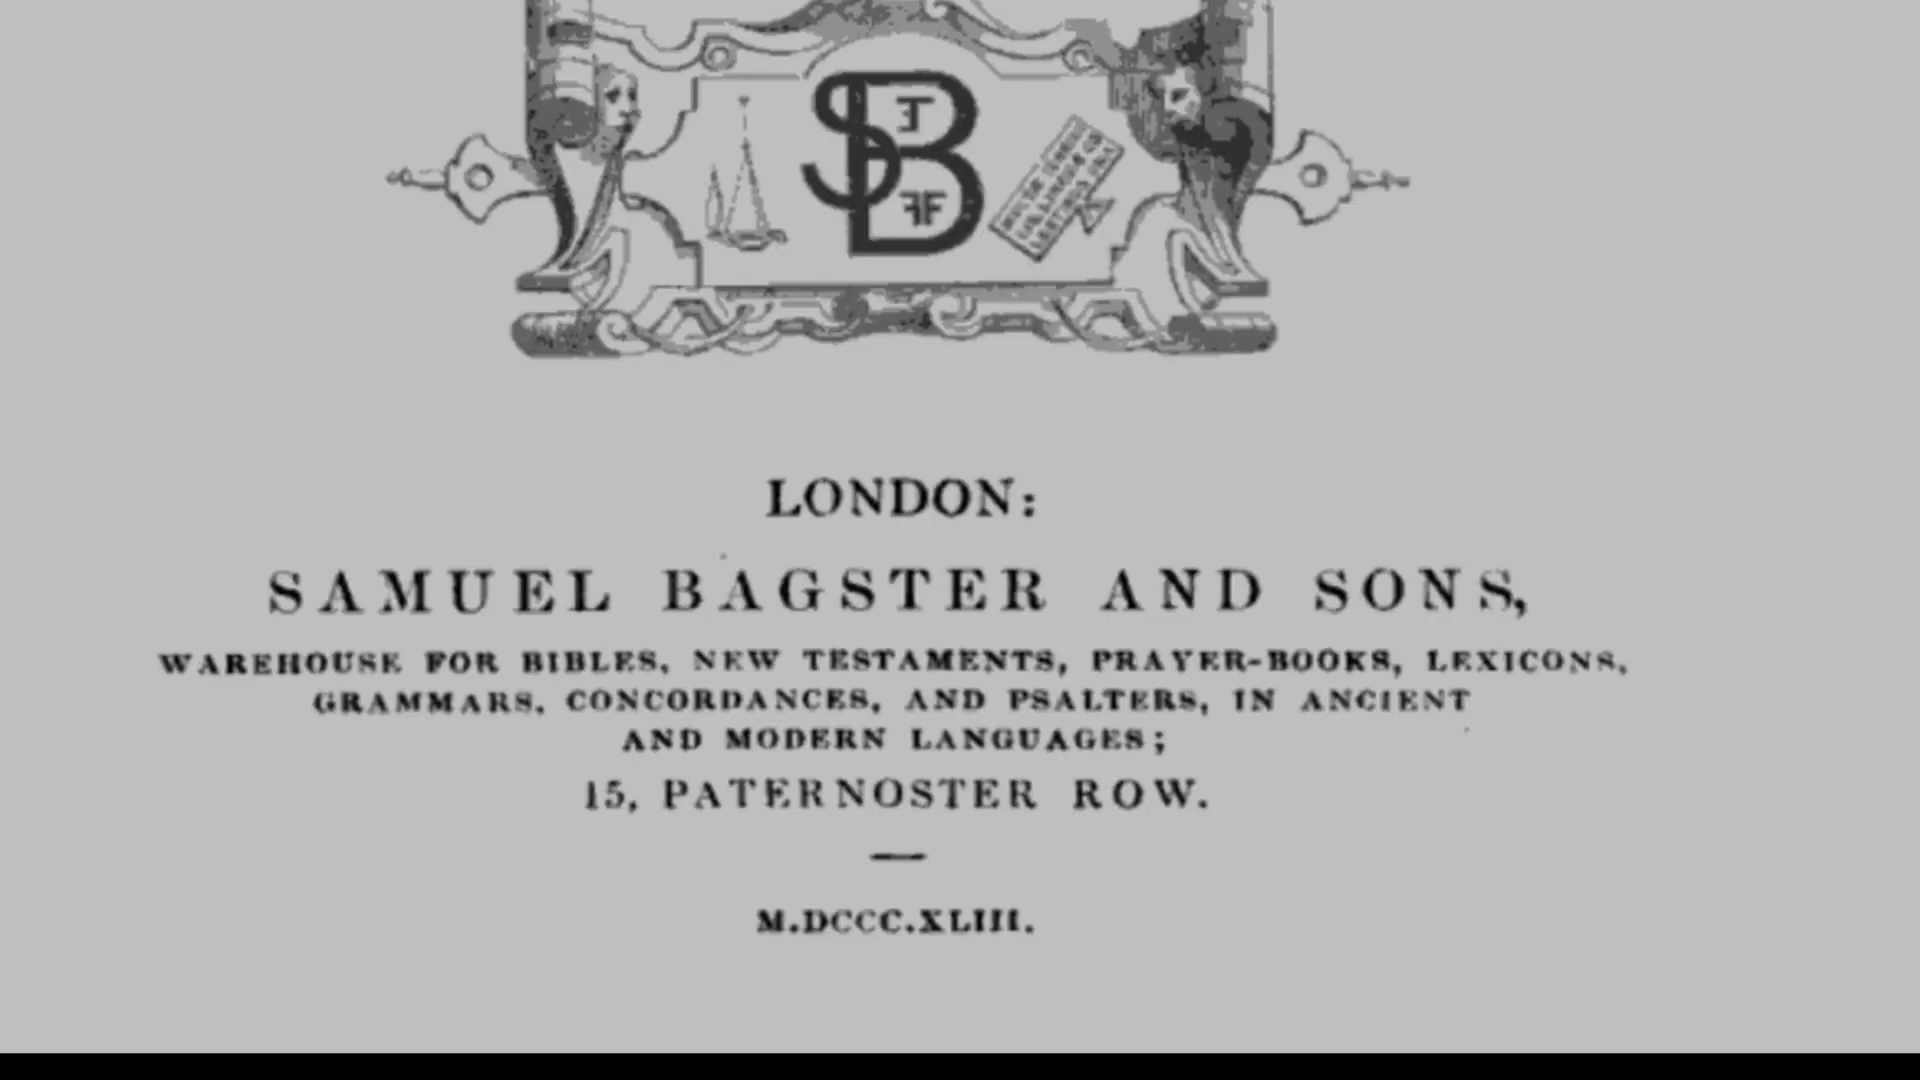 SB
LONDON:
SAMUEL BAGSTER AND SONS,
WAREHOUSE FOR BIBLES, NEW TESTAMENTS, PRAYER-BOOKS, LEXICONS,
GRAMMARS, CONCORDANCES, AND PSALTERS, IN ANCIENT
AND MODERN LANGUAGES;
15, PATERNOSTER ROW.
M.DCCC.XLIII.